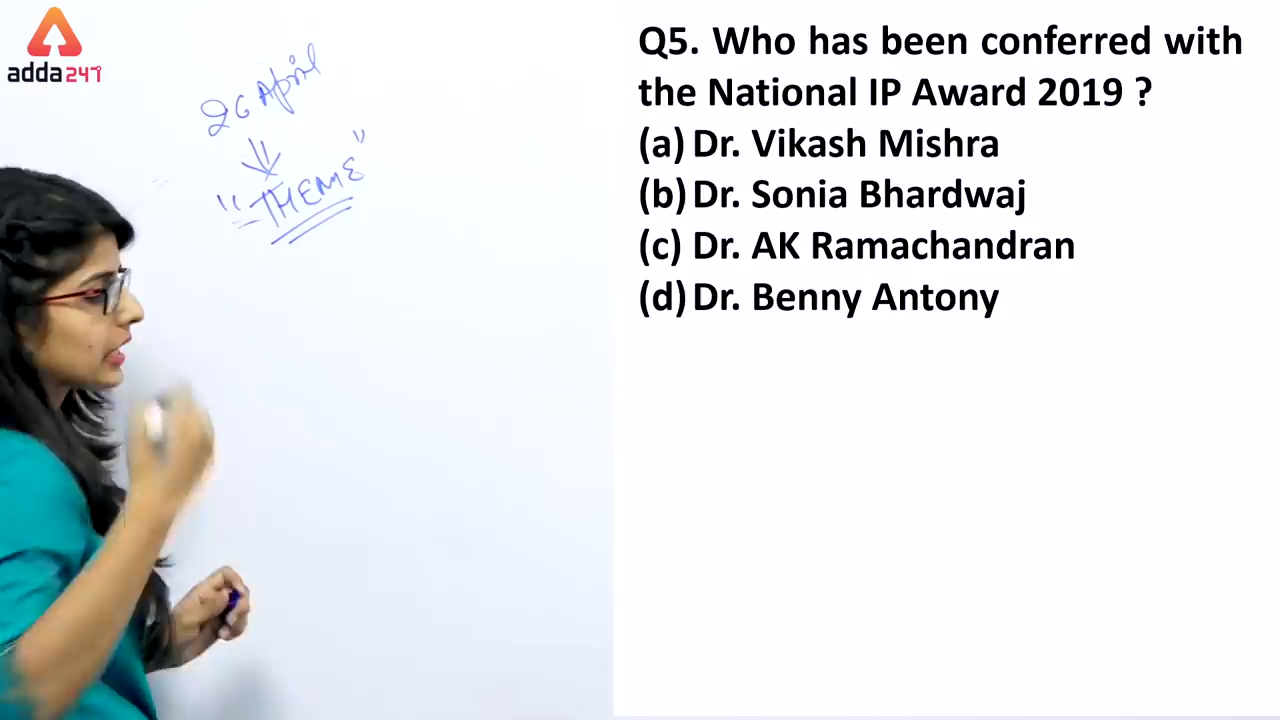 adda247
26 April
"THEME"
Q5. Who has been conferred with
the National IP Award 2019 ?
(a) Dr. Vikash Mishra
(b) Dr. Sonia Bhardwaj
(c) Dr. AK Ramachandran
(d) Dr. Benny Antony